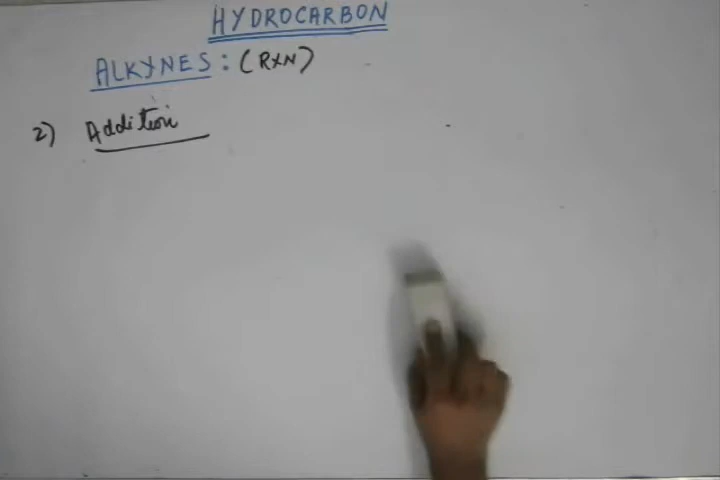 HYDROCARBON
ALKYNES : (RXN)
2) Addition